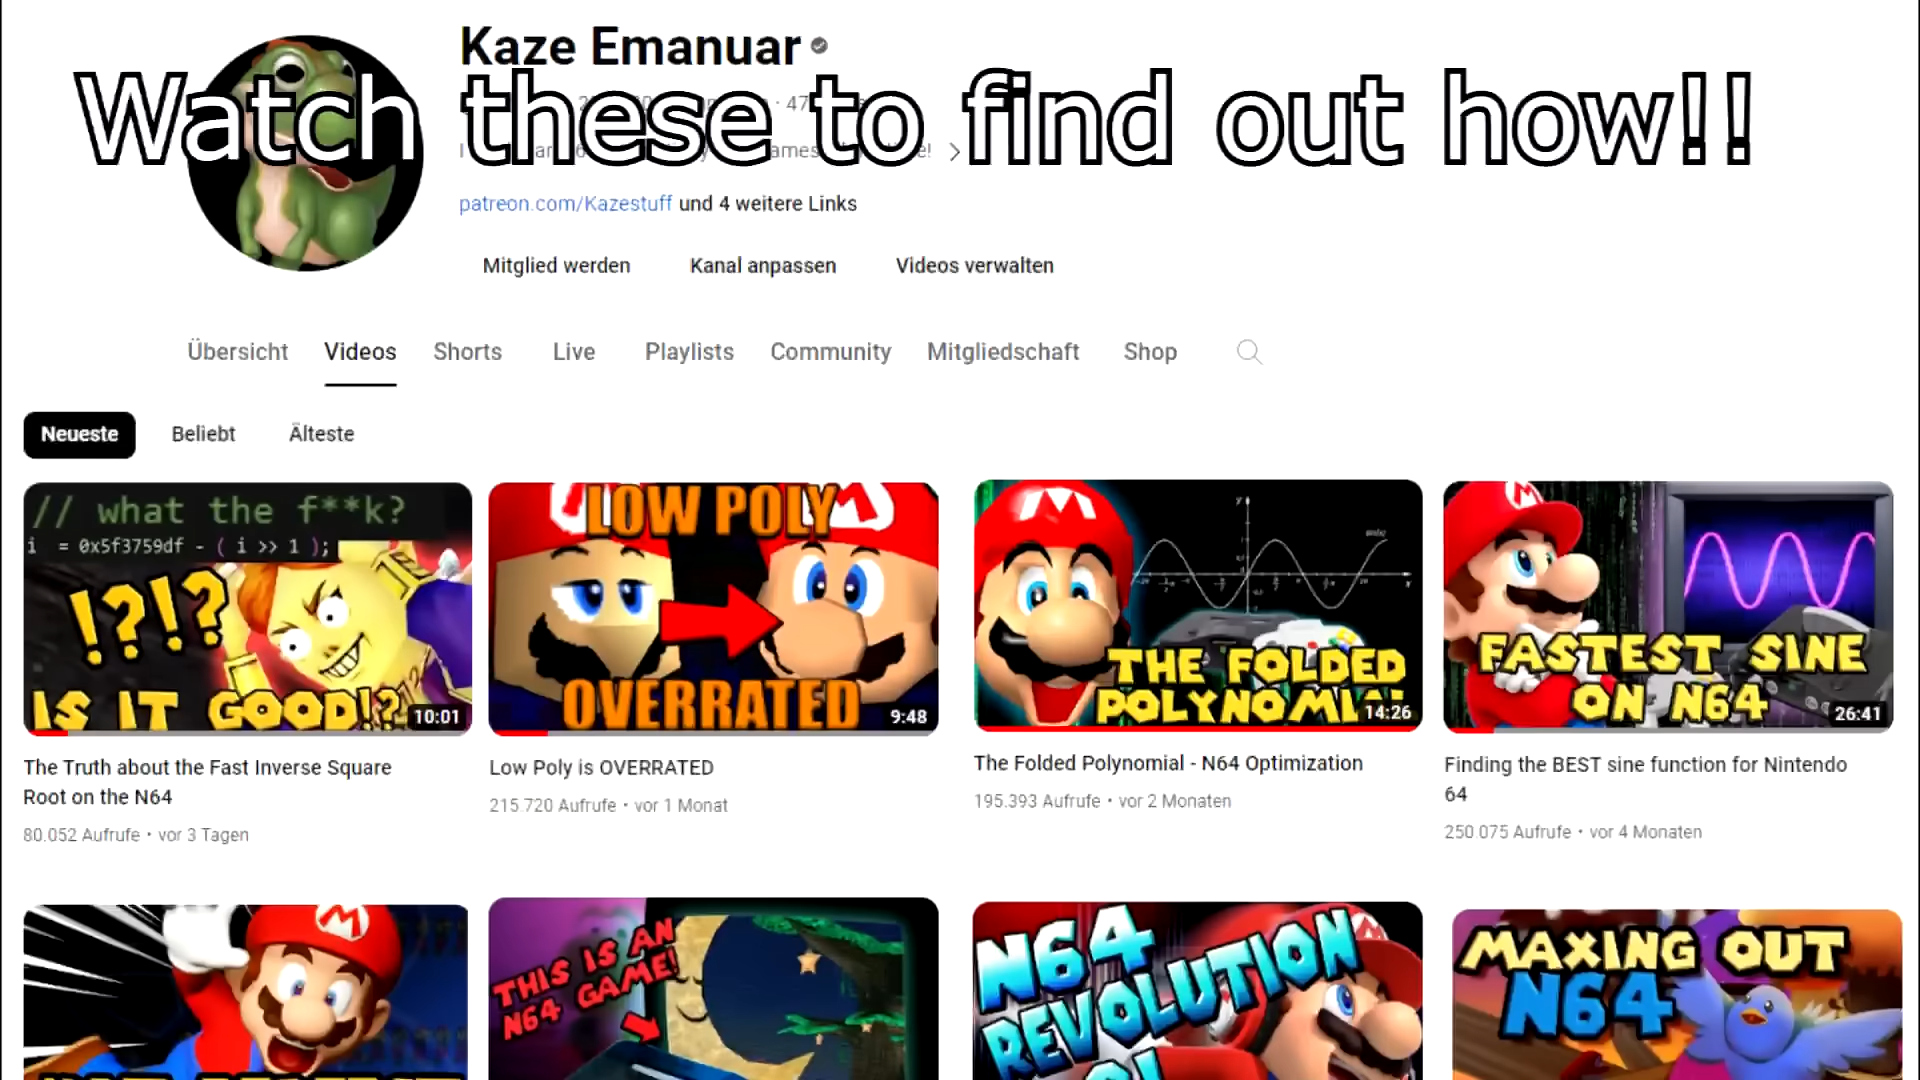 Kaze Emanuar
Watch these to find out how!!
patreon.com/Kazestuff und 4 weitere Links
Mitglied werden Kanal anpassen Videos verwalten
Übersicht Videos Shorts Live Playlists Community Mitgliedschaft Shop
Neueste Beliebt Älteste
// what the f**k?
i = 0x5f3759df - ( i >> 1 );
!?!?
IS IT GOOD!?
10:01
The Truth about the Fast Inverse Square
Root on the N64
80.052 Aufrufe • vor 3 Tagen
LOW POLY
OVERRATED
9:48
Low Poly is OVERRATED
215.720 Aufrufe • vor 1 Monat
THE FOLDED
14:26
The Folded Polynomial - N64 Optimization
195.393 Aufrufe • vor 2 Monaten
FASTEST SINE
ON N64
26:41
Finding the BEST sine function for Nintendo
64
250 075 Aufrufe • vor 4 Monaten
THIS IS AN
N64 GAME!
N64
REVOLUTION
MAXING OUT
N64